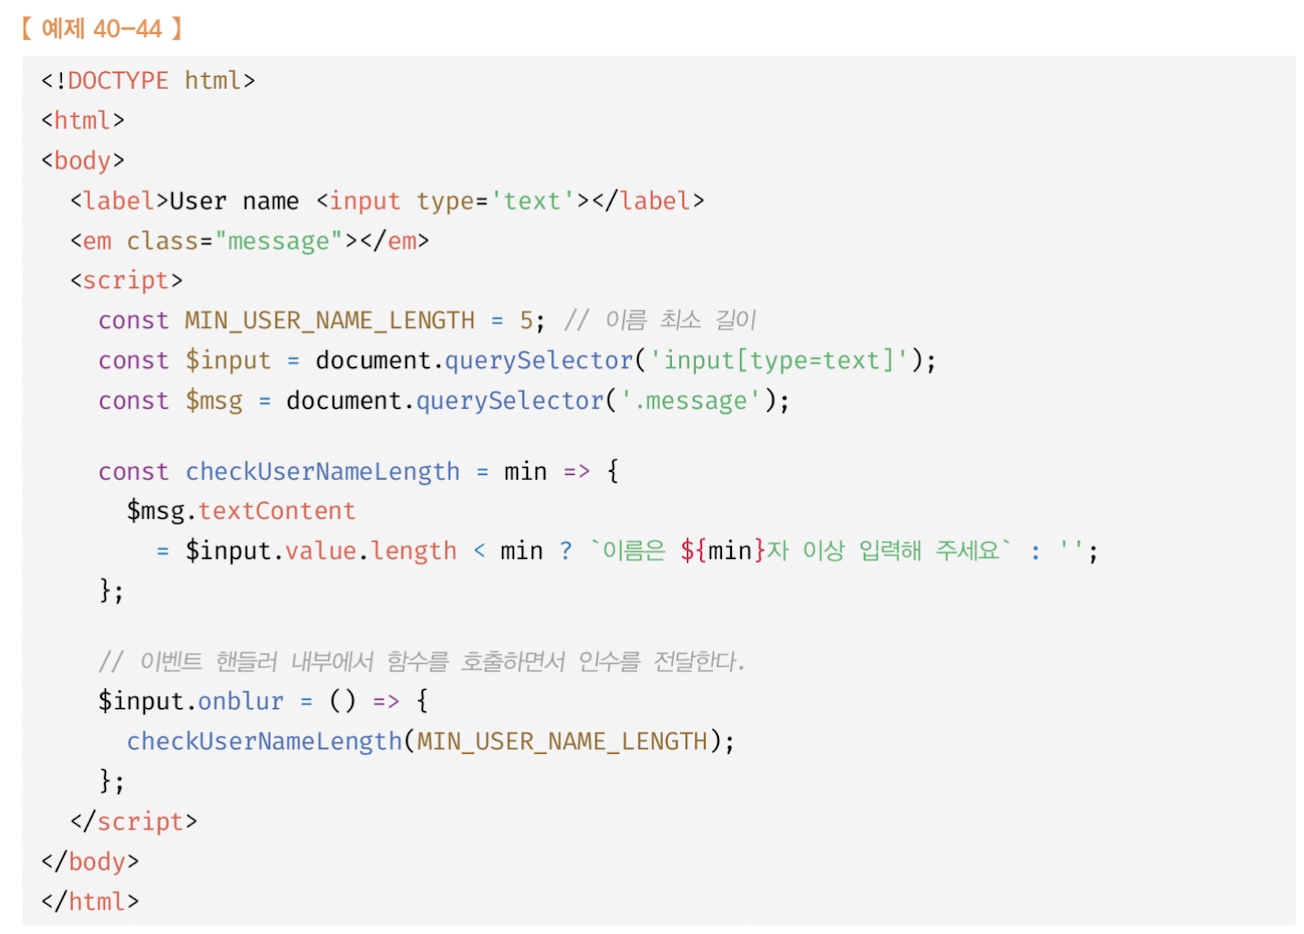 【 예제 40-44 】
<!DOCTYPE html>
<html>
<body>
  <label>User name <input type='text'></label>
  <em class="message"></em>
  <script>
    const MIN_USER_NAME_LENGTH = 5; // 이름 최소 길이
    const $input = document.querySelector('input[type=text]');
    const $msg = document.querySelector('.message');

    const checkUserNameLength = min => {
      $msg.textContent
        = $input.value.length < min ? `이름은 ${min}자 이상 입력해 주세요` : '';
    };

    // 이벤트 핸들러 내부에서 함수를 호출하면서 인수를 전달한다.
    $input.onblur = () => {
      checkUserNameLength(MIN_USER_NAME_LENGTH);
    };
  </script>
</body>
</html>